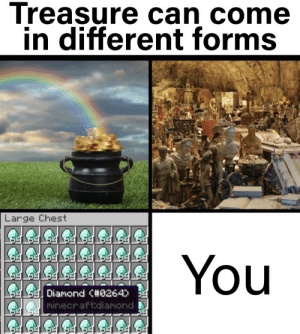 Treasure can come
in different forms
Large Chest
Diamond (#0264)
minecraft:diamond
You